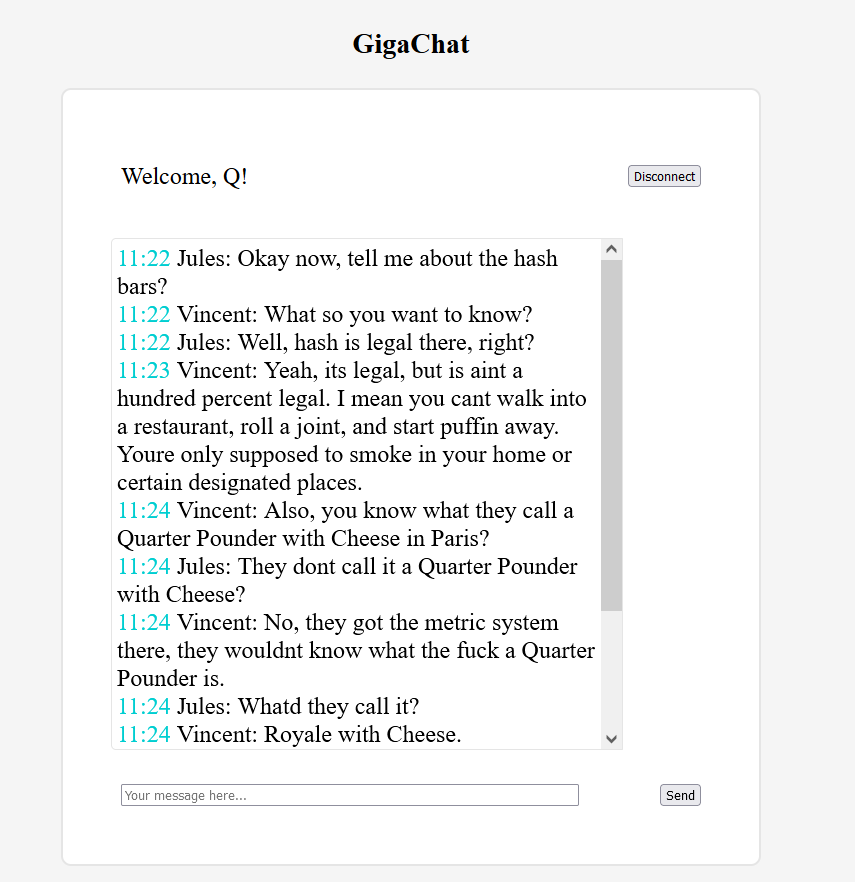 GigaChat
Welcome, Q!
Disconnect
11:22 Jules: Okay now, tell me about the hash
bars?
11:22 Vincent: What so you want to know?
11:22 Jules: Well, hash is legal there, right?
11:23 Vincent: Yeah, its legal, but is aint a
hundred percent legal. I mean you cant walk into
a restaurant, roll a joint, and start puffin away.
Youre only supposed to smoke in your home or
certain designated places.
11:24 Vincent: Also, you know what they call a
Quarter Pounder with Cheese in Paris?
11:24 Jules: They dont call it a Quarter Pounder
with Cheese?
11:24 Vincent: No, they got the metric system
there, they wouldnt know what the fuck a Quarter
Pounder is.
11:24 Jules: Whatd they call it?
11:24 Vincent: Royale with Cheese.
Your message here...
Send